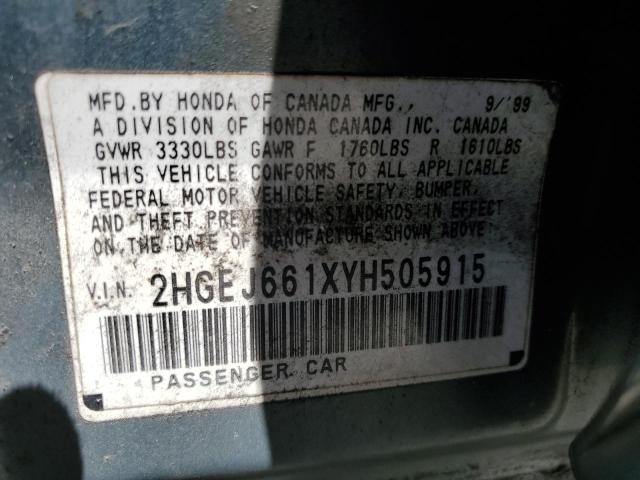 MFD.BY HONDA OF CANADA MFG., 9/'99
A DIVISION OF HONDA CANADA INC. CANADA
GVWR 3330LBS GAWR F 1760LBS R 1610LBS
THIS VEHICLE CONFORMS TO ALL APPLICABLE
FEDERAL MOTOR VEHICLE SAFETY, BUMPER,
AND THEFT PREVENTION STANDARDS IN EFFECT
ON THE DATE OF MANUFACTURE SHOWN ABOVE.
V.I.N. 2HGEJ661XYH505915
PASSENGER CAR